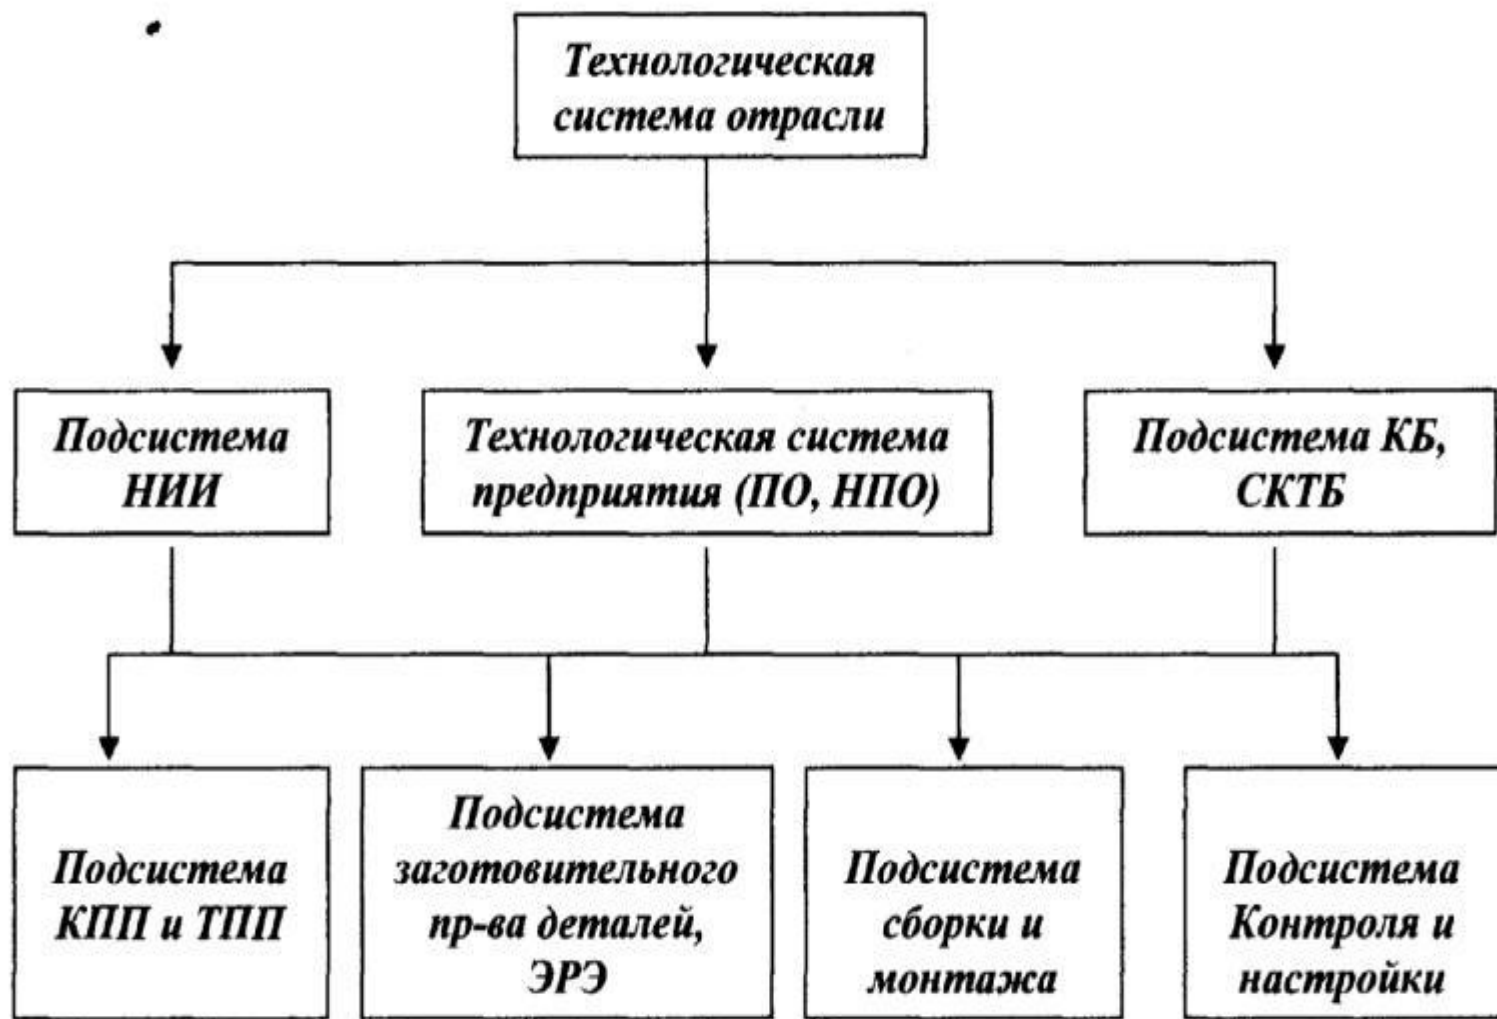 Технологическая
система отрасли
Подсистема
НИИ
Технологическая система
предприятия (ПО, НПО)
Подсистема КБ,
СКТБ
Подсистема
КПП и ТПП
Подсистема
заготовительного
пр-ва деталей,
ЭРЭ
Подсистема
сборки и
монтажа
Подсистема
Контроля и
настройки